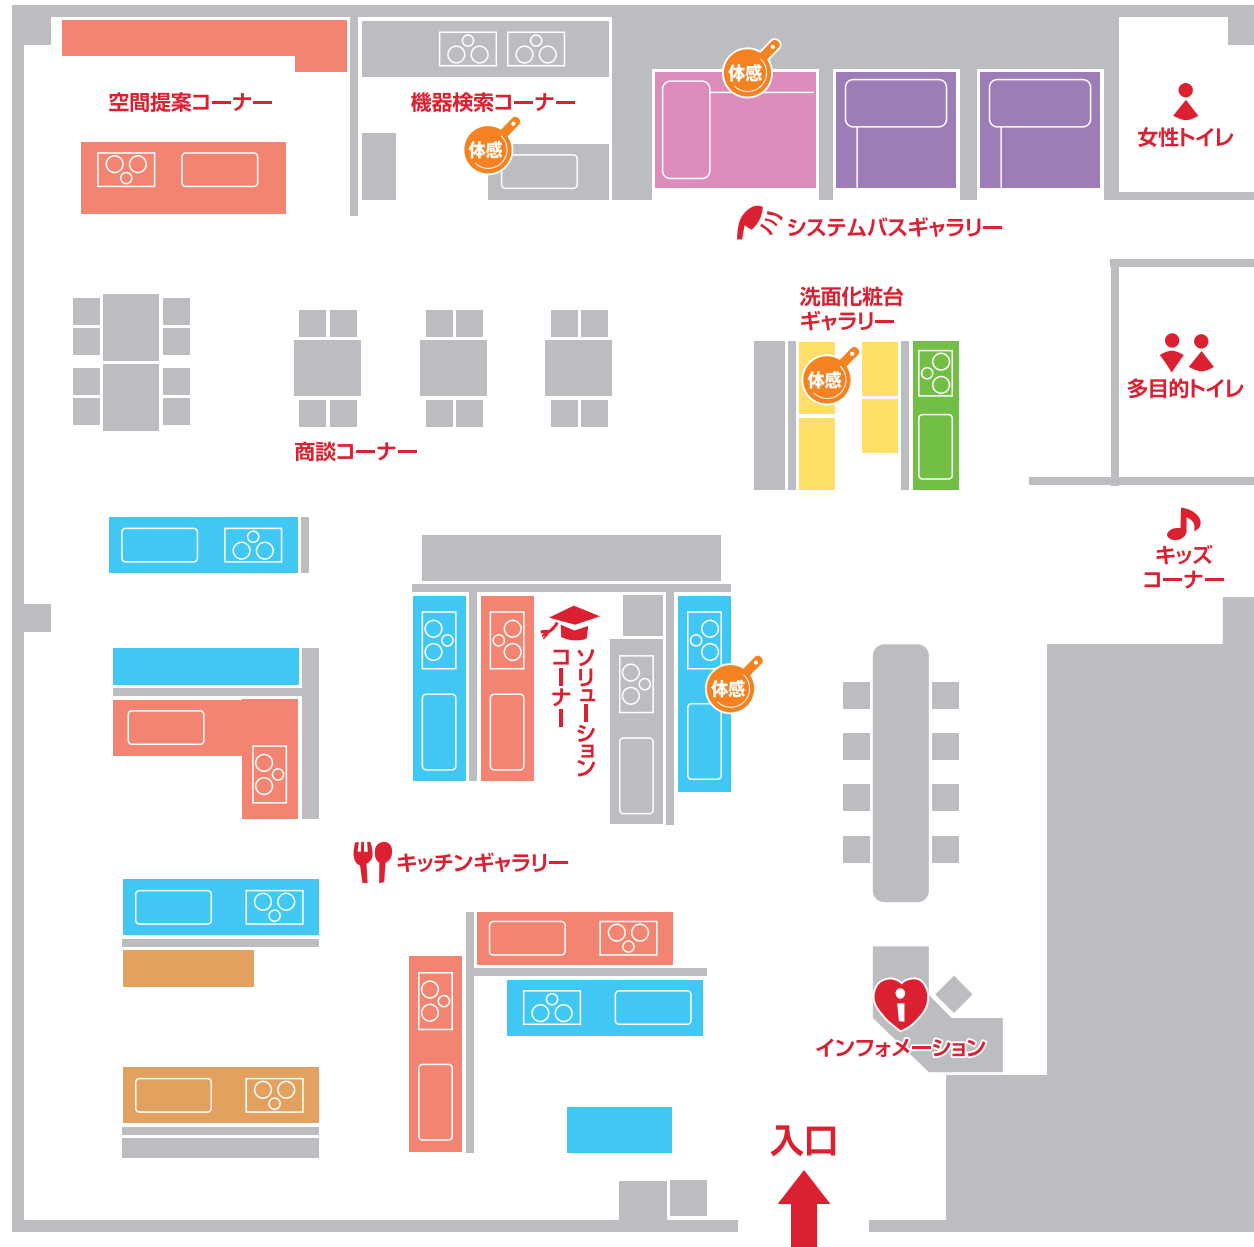 空間提案コーナー
機器検索コーナー
体感
体感
女性トイレ
システムバスギャラリー
洗面化粧台
ギャラリー
体感
多目的トイレ
商談コーナー
キッズ
コーナー
ソリューション
コーナー
体感
キッチンギャラリー
インフォメーション
入口